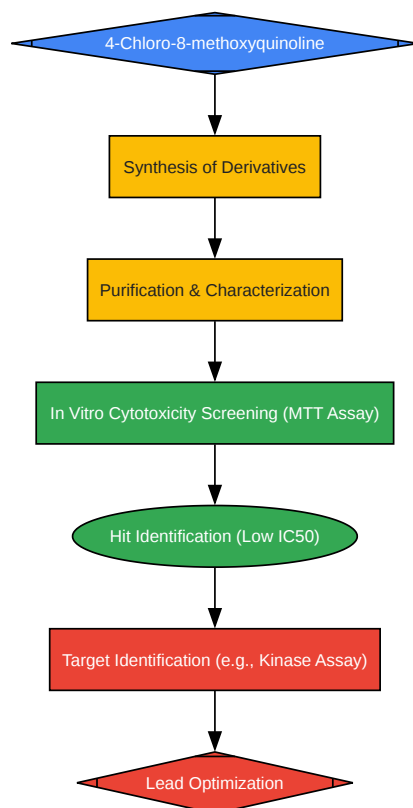 4-Chloro-8-methoxyquinoline
Synthesis of Derivatives
Purification & Characterization
In Vitro Cytotoxicity Screening (MTT Assay)
Hit Identification (Low IC50)
Target Identification (e.g., Kinase Assay)
Lead Optimization